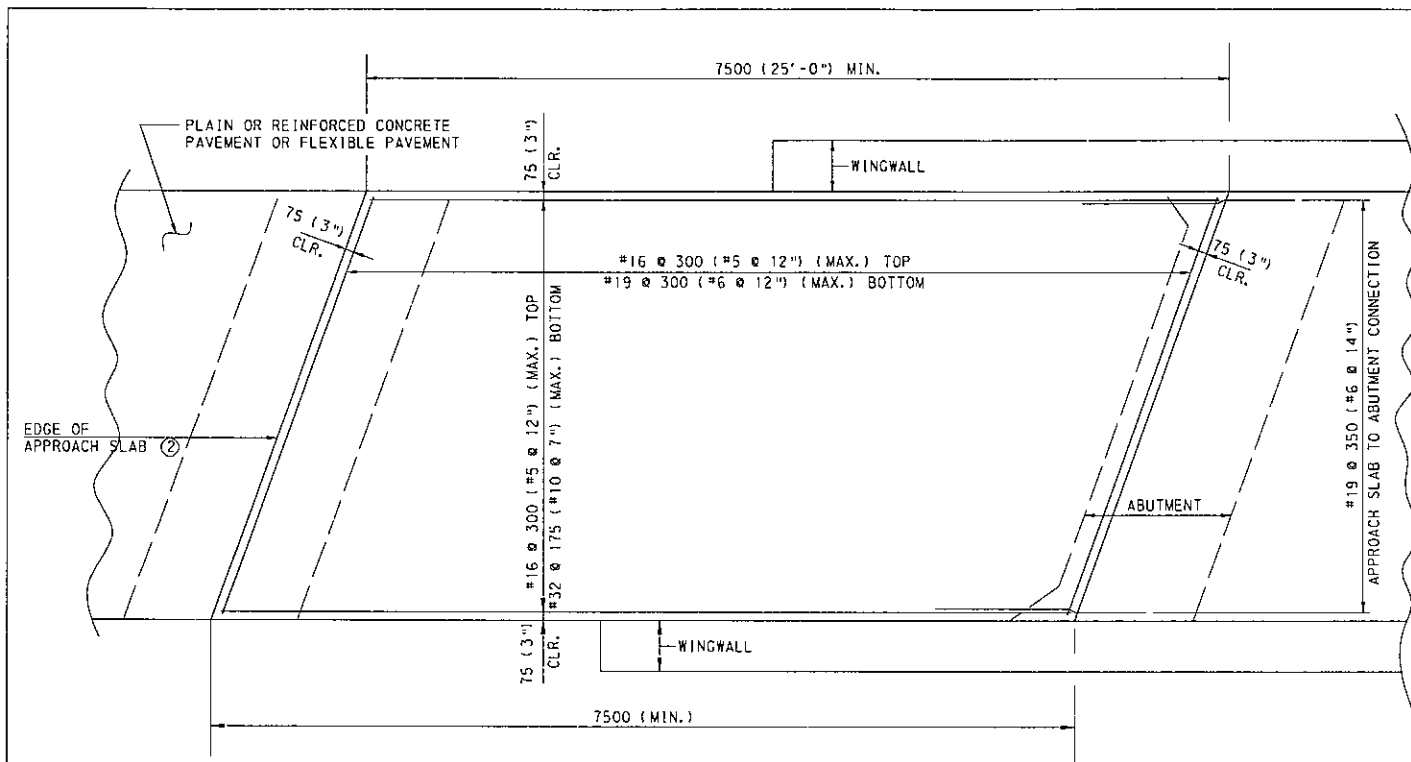 7500 (25'-0") MIN.
PLAIN OR REINFORCED CONCRETE
PAVEMENT OR FLEXIBLE PAVEMENT
75 (3")
CLR.
WINGWALL
75 (3")
CLR.
#16 @ 300 (#5 @ 12") (MAX.) TOP
#19 @ 300 (#6 @ 12") (MAX.) BOTTOM
75 (3")
CLR.
#16 @ 300 (#5 @ 12") (MAX.) TOP
#32 @ 175 (#10 @ 7") (MAX.) BOTTOM
#19 @ 350 (#6 @ 14")
APPROACH SLAB TO ABUTMENT CONNECTION
EDGE OF
APPROACH SLAB ②
ABUTMENT
75 (3")
CLR.
WINGWALL
7500 (MIN.)